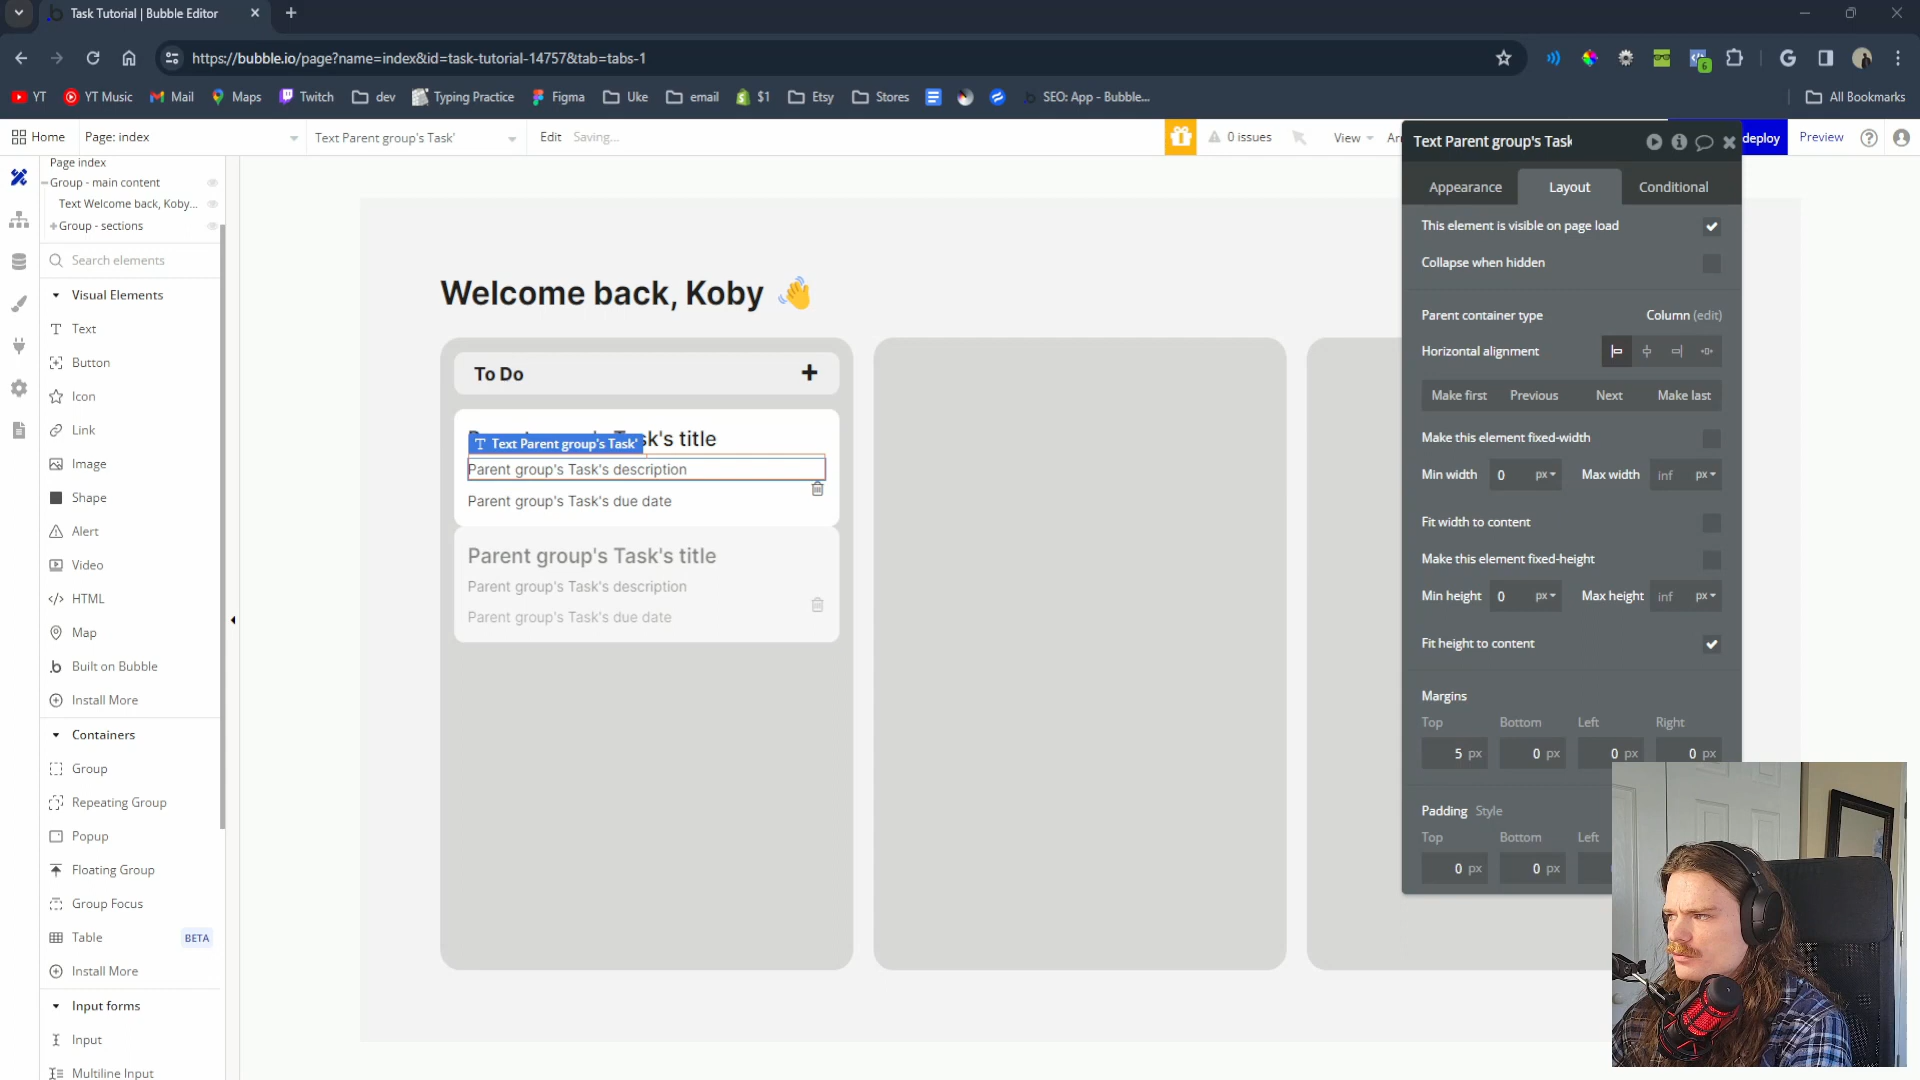 Task Tutorial | Bubble Editor
https://bubble.io/page?name=index&id=task-tutorial-14757&tab=tabs-1
YT
YT Music
Mail
Maps
Twitch
dev
Typing Practice
Figma
Uke
email
$1
Etsy
Stores
SEO: App - Bubble...
All Bookmarks
6
Home
Page: index
Text Parent group's Task'
Edit
Saving...
0 issues
View
deploy
Preview
Page index
Group - main content
Text Welcome back, Koby...
Group - sections
Search elements
Visual Elements
Text
Button
Icon
Link
Image
Shape
Alert
Video
HTML
Map
Built on Bubble
Install More
Containers
Group
Repeating Group
Popup
Floating Group
Group Focus
Table
BETA
Install More
Input forms
Input
Multiline Input
Welcome back, Koby 👋
To Do
Text Parent group's Task'
Parent group's Task's description
Parent group's Task's due date
Parent group's Task's title
Parent group's Task's description
Parent group's Task's due date
Text Parent group's Task
Appearance
Layout
Conditional
This element is visible on page load
Collapse when hidden
Parent container type
Column (edit)
Horizontal alignment
Make first
Previous
Next
Make last
Make this element fixed-width
Min width 0 px
Max width inf px
Fit width to content
Make this element fixed-height
Min height 0 px
Max height inf px
Fit height to content
Margins
Top
Bottom
Left
Right
5 px
0 px
0 px
0 px
Padding Style
Top
Bottom
Left
0 px
0 px